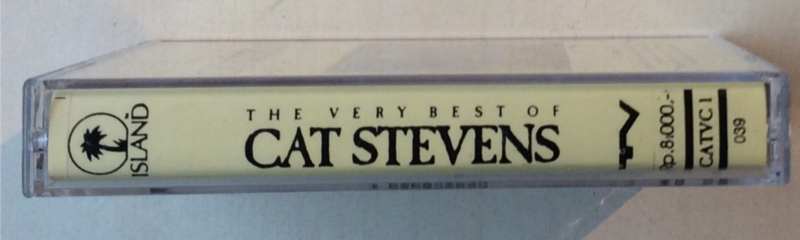 ISLAND
THE VERY BEST OF
CAT STEVENS
Rp.8.000.-
CATVC 1
039